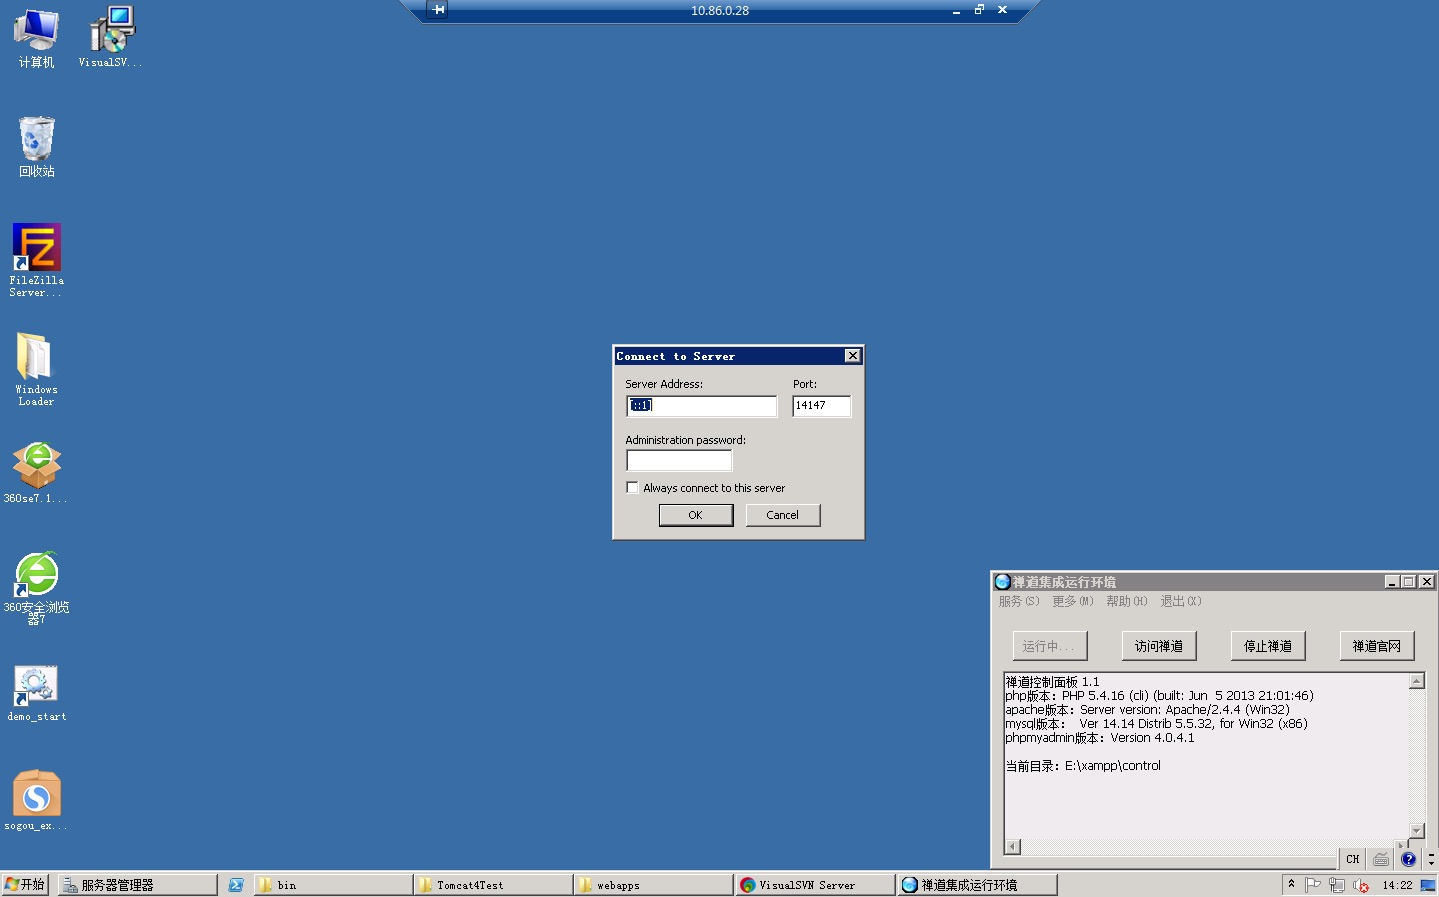 10.86.0.28
计算机
VisualSV...
回收站
FileZilla
Server...
Windows
Loader
360se7.1...
360安全浏览
器7
demo_start
sogou_ex...
Connect to Server
Server Address:
Port:
[::1]
14147
Administration password:
Always connect to this server
OK
Cancel
禅道集成运行环境
服务(S) 更多(M) 帮助(H) 退出(X)
运行中...
访问禅道
停止禅道
禅道官网
禅道控制面板 1.1
php版本: PHP 5.4.16 (cli) (built: Jun 5 2013 21:01:46)
apache版本: Server version: Apache/2.4.4 (Win32)
mysql版本: Ver 14.14 Distrib 5.5.32, for Win32 (x86)
phpmyadmin版本: Version 4.0.4.1
当前目录: E:\xampp\control
CH
开始
服务器管理器
bin
Tomcat4Test
webapps
VisualSVN Server
禅道集成运行环境
14:22